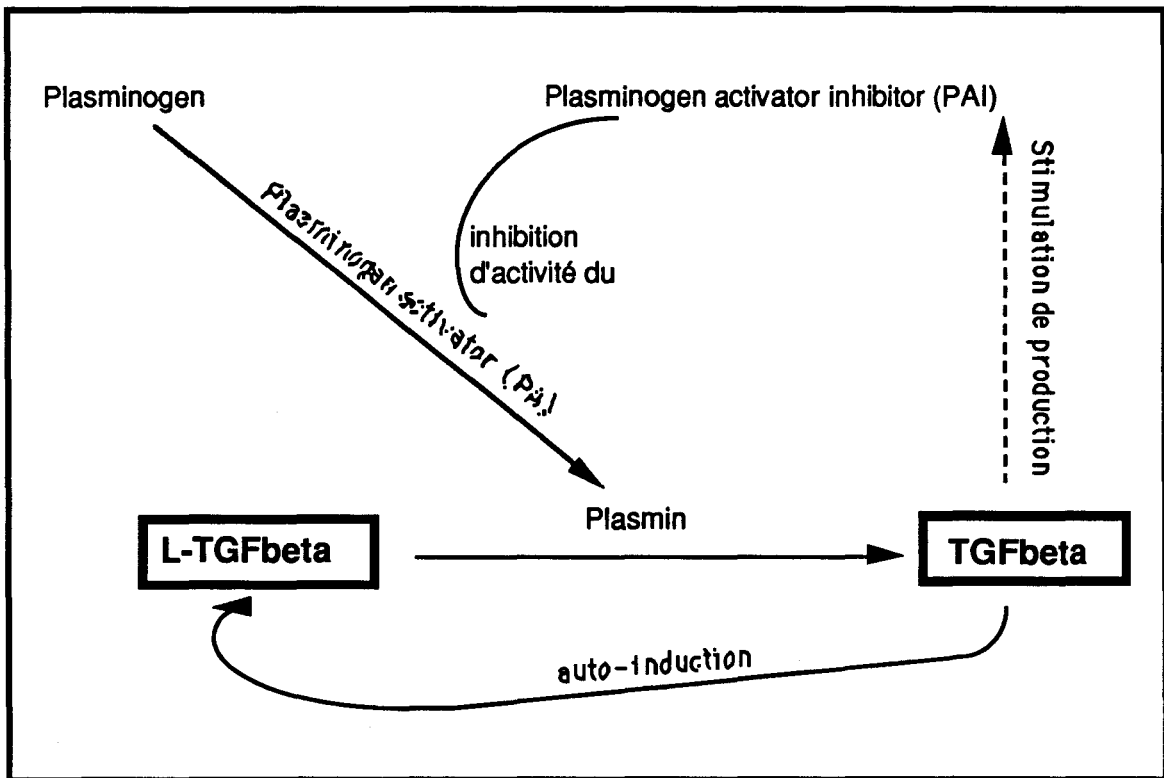 Plasminogen
Plasminogen activator inhibitor (PAI)
Stimulation de production
Plasminogen activator (PA)
inhibition
d'activité du
Plasmin
L-TGFbeta
TGFbeta
auto-induction